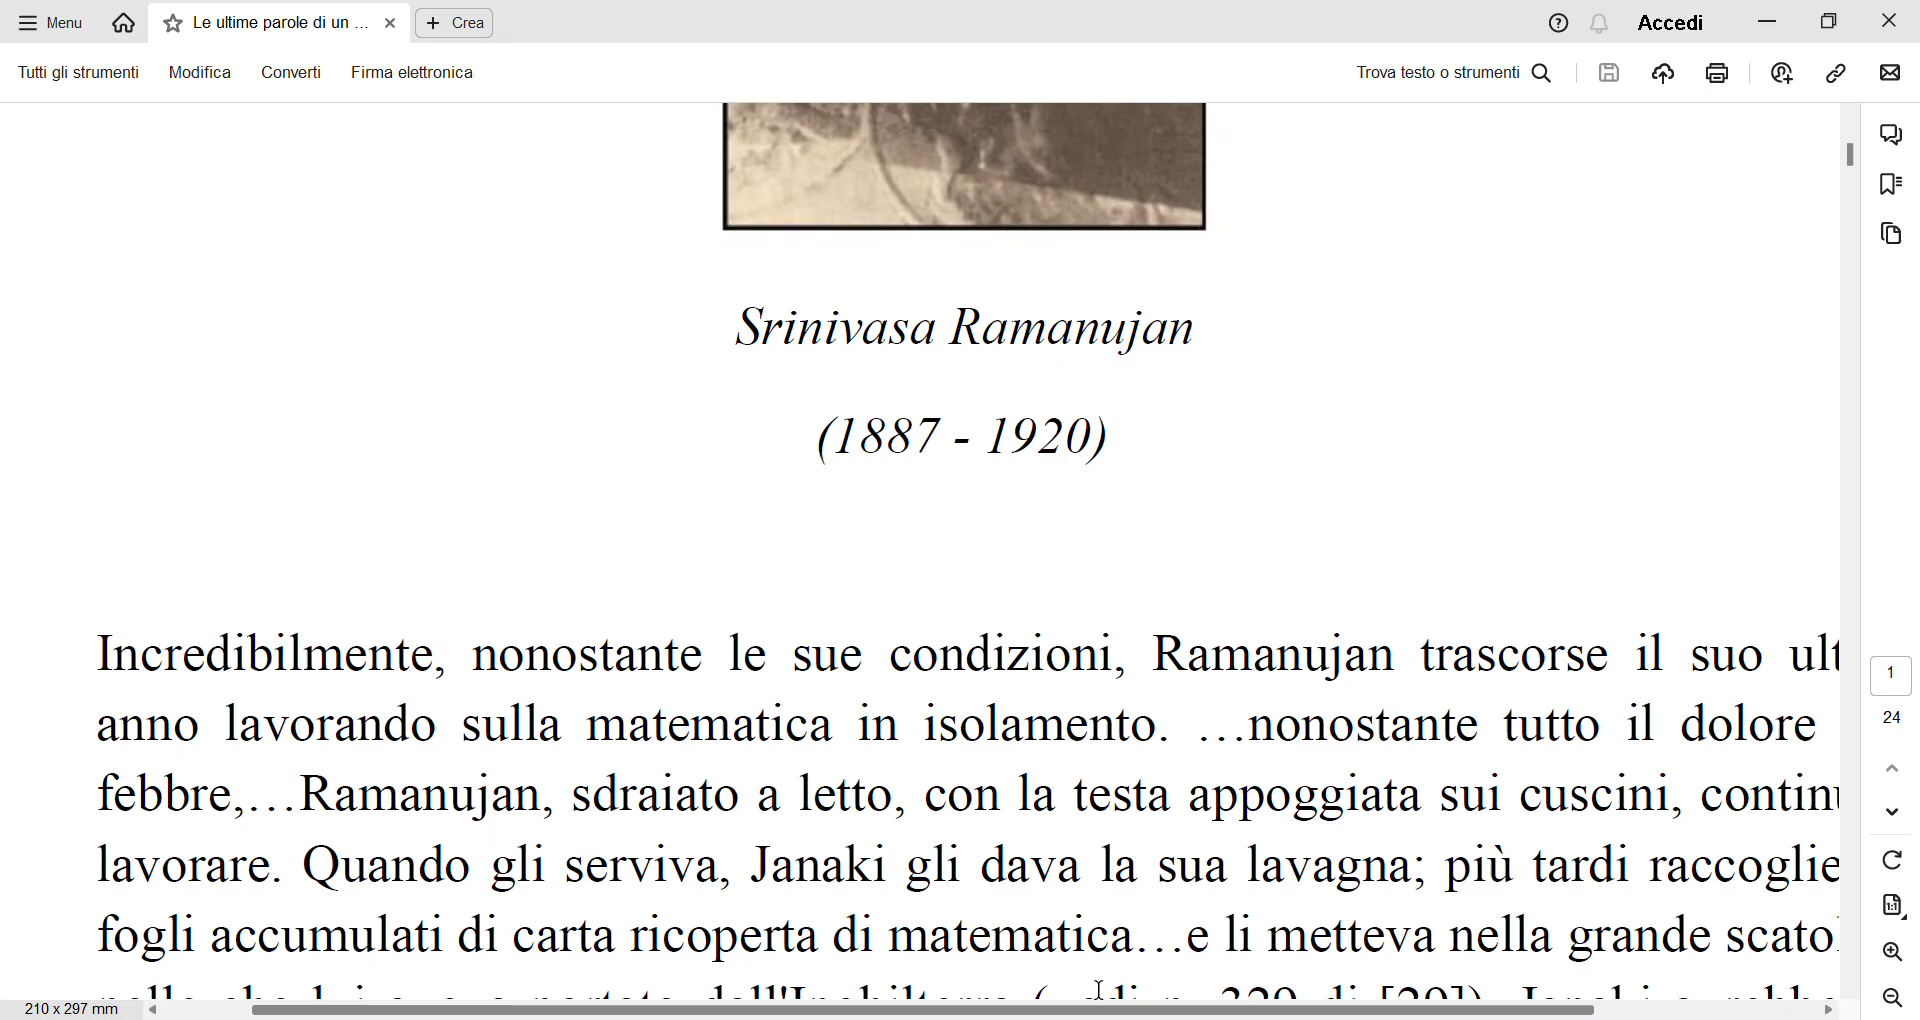 Menu
Le ultime parole di un ...
Crea
Accedi
Tutti gli strumenti
Modifica
Converti
Firma elettronica
Trova testo o strumenti
Srinivasa Ramanujan
(1887 - 1920)
Incredibilmente, nonostante le sue condizioni, Ramanujan trascorse il suo
anno lavorando sulla matematica in isolamento. …nonostante tutto il dolore
febbre,…Ramanujan, sdraiato a letto, con la testa appoggiata sui cuscini,
lavorare. Quando gli serviva, Janaki gli dava la sua lavagna; più tardi
fogli accumulati di carta ricoperta di matematica…e li metteva nella grande
1
24
210 x 297 mm